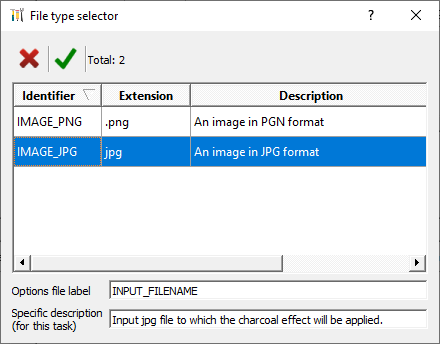 File type selector
?
Total: 2
Identifier Extension Description
IMAGE_PNG .png An image in PGN format
IMAGE_JPG jpg An image in JPG format
Options file label INPUT_FILENAME
Specific description
(for this task) Input jpg file to which the charcoal effect will be applied.